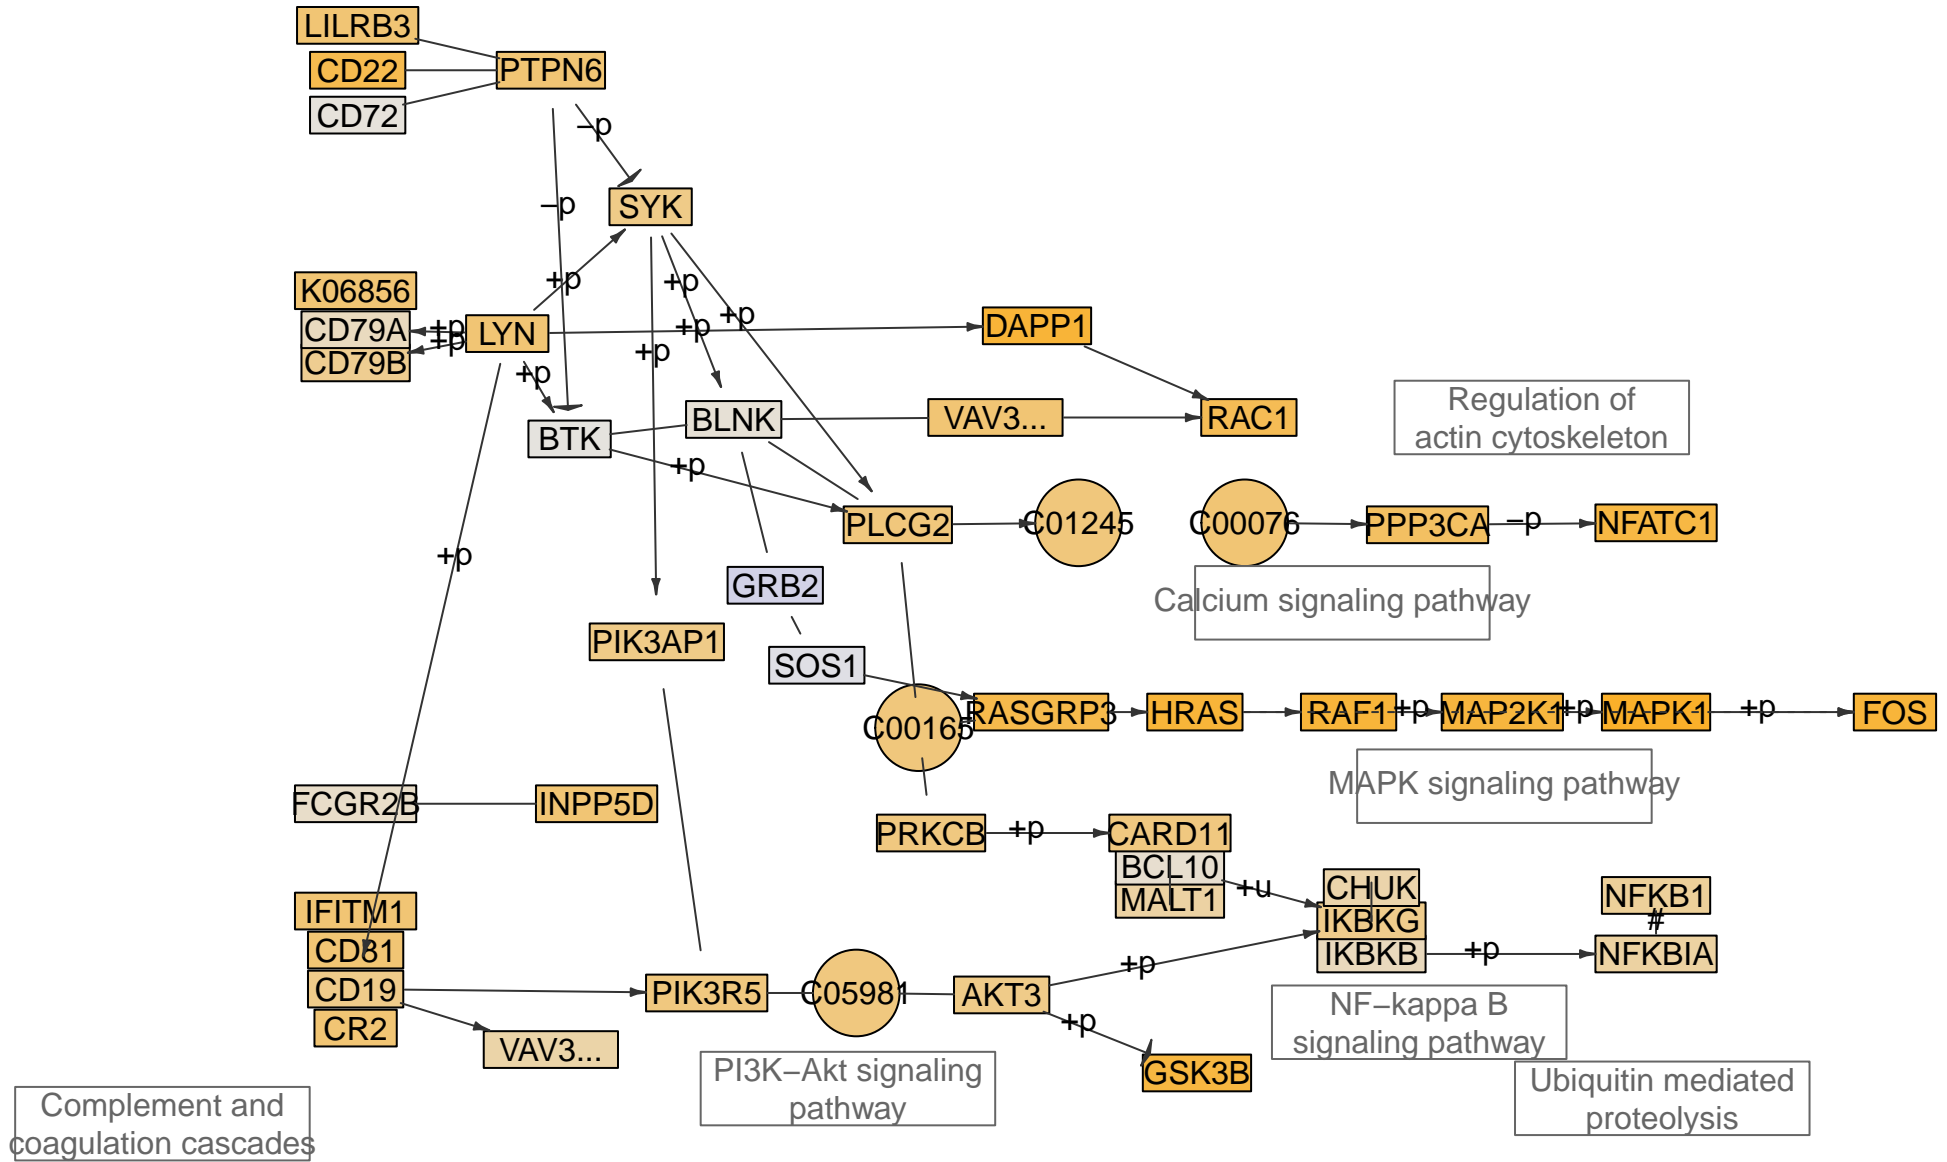 LILRB3
CD22
PTPN6
CD72
–p
–p
SYK
+p
+p
K06856
CD79A
+p
+p
CD79B
LYN
+p
+p
+p
DAPP1
+p
BTK
BLNK
VAV3...
RAC1
Regulation of
actin cytoskeleton
+p
+p
PLCG2
C01245
C00076
PPP3CA
–p
NFATC1
GRB2
Calcium signaling pathway
PIK3AP1
SOS1
C00165
RASGRP3
HRAS
RAF1
+p
MAP2K1
+p
MAPK1
+p
FOS
MAPK signaling pathway
FCGR2B
INPP5D
PRKCB
+p
CARD11
BCL10
MALT1
+u
CHUK
IKBKG
IKBKB
+p
NFKB1
#
NFKBIA
IFITM1
CD81
CD19
CR2
VAV3...
PIK3R5
C05981
AKT3
+p
+p
GSK3B
NF–kappa B
signaling pathway
PI3K–Akt signaling
pathway
Ubiquitin mediated
proteolysis
Complement and
coagulation cascades